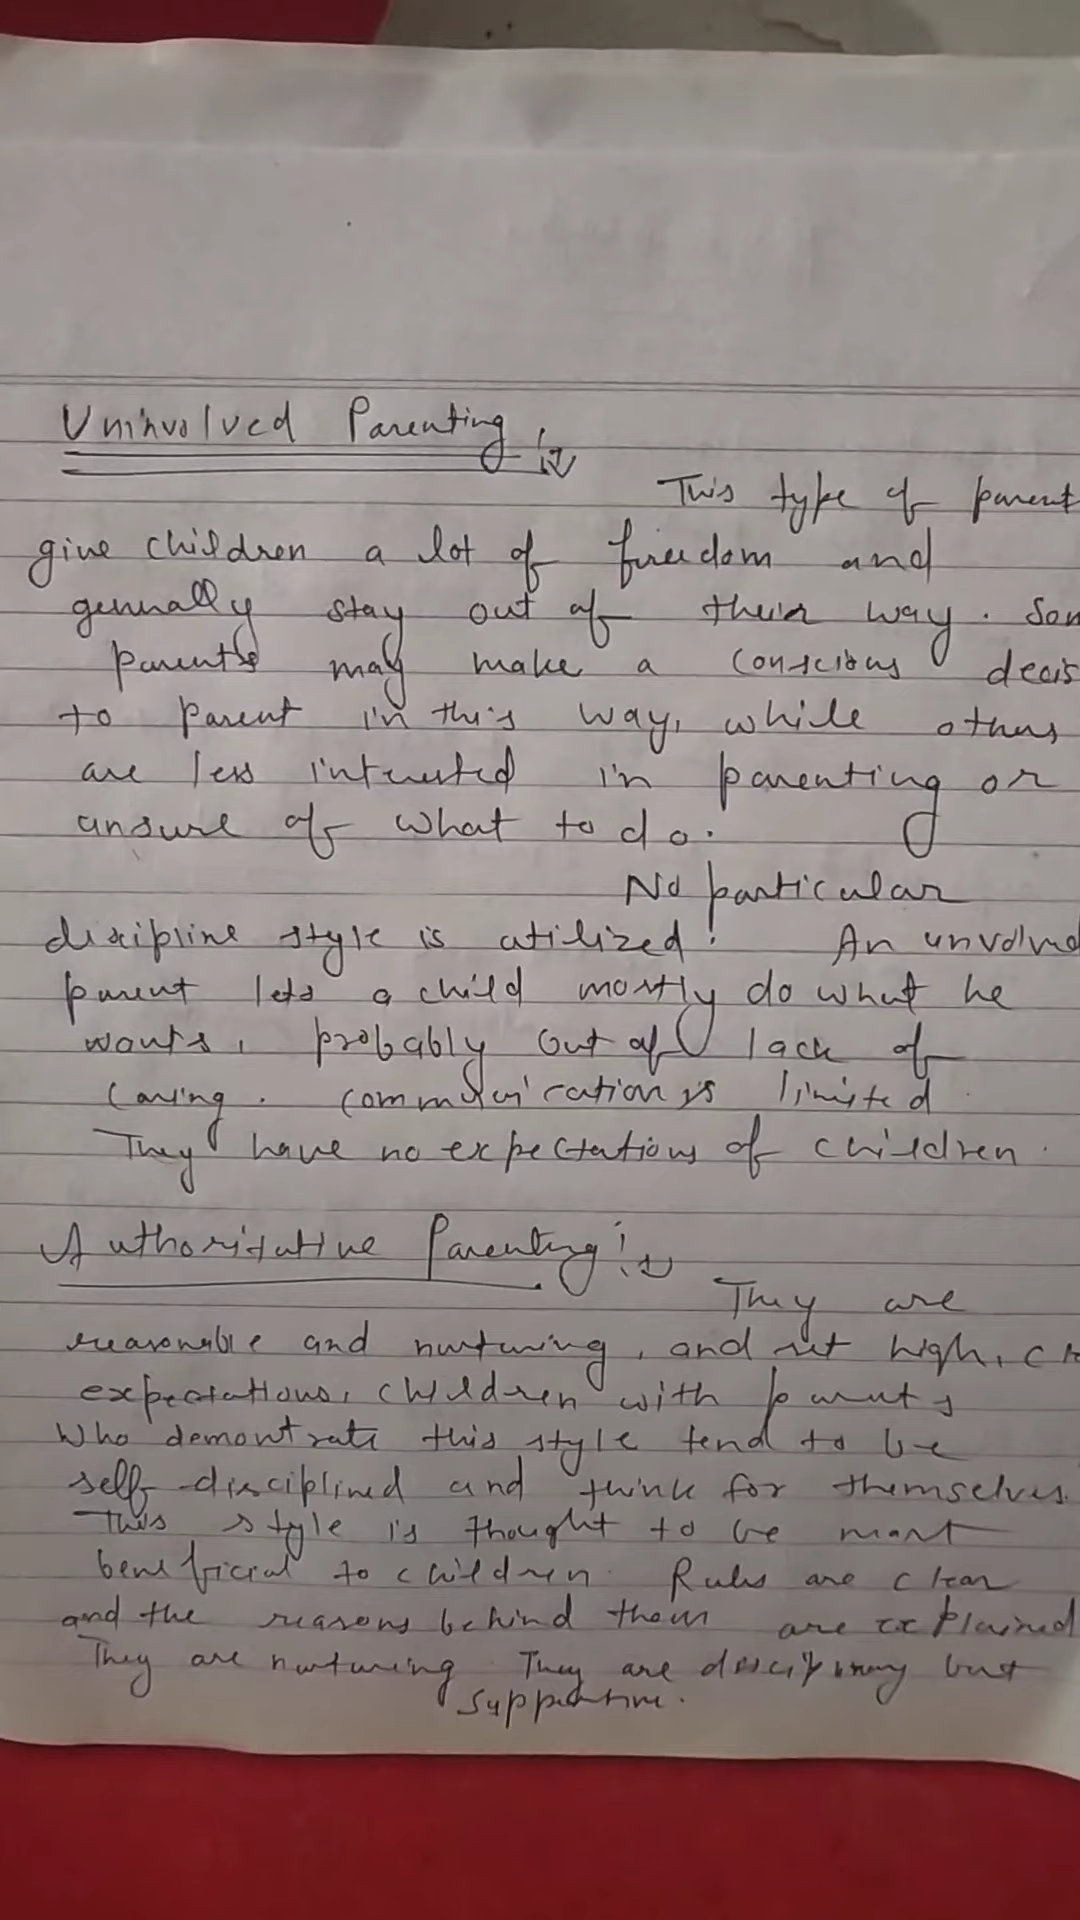 Uninvolved Parenting :-
This type of parent
give children a lot of freedom and
generally stay out of their way. Som
parents may make a conscious decis
to parent in this way, while others
are less interested in parenting or
unsure of what to do.
No particular
discipline style is utilized. An unvolved
parent lets a child mostly do what he
wants, probably out of lack of
caring. communication is limited
They have no expectations of children.
Authoritative Parenting :-
They are
reasonable and nurturing, and set high, cl
expectations, children with parents
who demontrate this style tend to be
self-disciplined and think for themselves.
This style is thought to be most
beneficial to children. Rules are clear
and the reasons behind them are explained
They are nurturing. They are but
supportive.